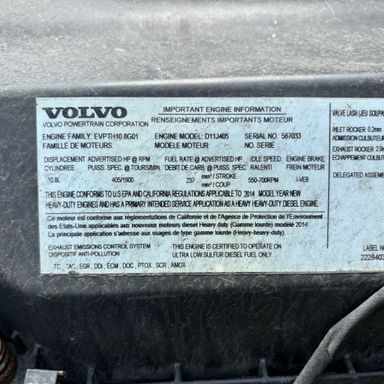 VOLVO
VOLVO POWERTRAIN CORPORATION
IMPORTANT ENGINE INFORMATION
RENSEIGNEMENTS IMPORTANTS MOTEUR
ENGINE FAMILY: EVPTH10.8G01 ENGINE MODEL: D11J405 SERIAL NO: 567033
FAMILLE DE MOTEURS: MODELE MOTEUR NO. SERIE
DISPLACEMENT ADVERTISED HP @ RPM FUEL RATE @ ADVERTISED HP IDLE SPEED ENGINE BRAKE
CYLINDREE PUISS. SPEC @ TOURS/MIN DEBIT DE CARB @ PUISS. SPEC RALENTI FREIN MOTEUR
10.8L 405/1900 237 mm³ / STROKE 550-700RPM I-VEB
mm³ / COUP
THIS ENGINE CONFORMS TO U.S EPA AND CALIFORNIA REGULATIONS APPLICABLE TO 2014 MODEL YEAR NEW
HEAVY-DUTY ENGINES AND HAS A PRIMARY INTENDED SERVICE APPLICATION AS A HEAVY HEAVY-DUTY DIESEL ENGINE.
Ce moteur est conforme aux réglementations de Californie et de l'Agence de Protection de l'Environnement
des Etats-Unis applicables aux nouveaux moteurs diesel Heavy duty (Gamme lourde) modèle 2014
La principale application sera aux usages de type gamme lourde (Heavy-heavy-duty).
EXHAUST EMISSIONS CONTROL SYSTEM
DISPOSITIF ANTI-POLLUTION
THIS ENGINE IS CERTIFIED TO OPERATE ON
ULTRA LOW SULFUR DIESEL FUEL ONLY
TC, CAC, EGR, DDI, ECM, DOC, PTOX, SCR, AMOX
VALVE LASH (JEU SOUPA
INLET ROCKER 0.2mm
ADMISSION CULBUTEUR
EXHAUST ROCKER
ECHAPPEMENT CULBUT
DELEGATED ASSEM
LABEL NO